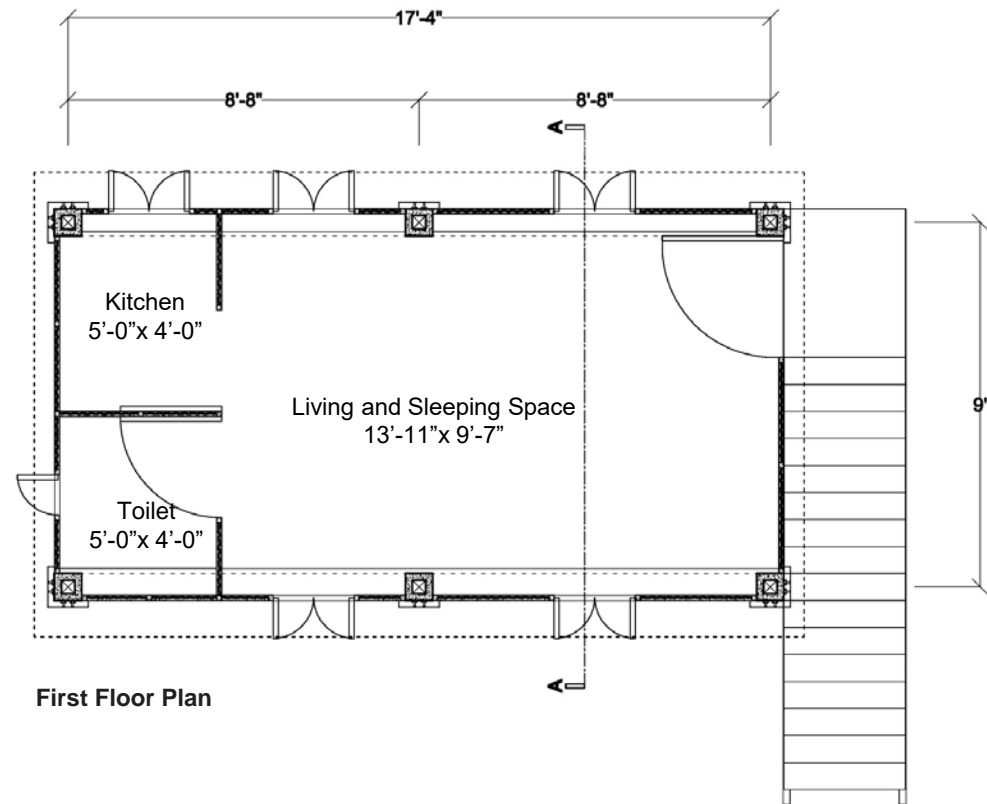 17'-4"
8'-8"
8'-8"
A
Kitchen
5’-0”x 4’-0”
Living and Sleeping Space
13’-11”x 9’-7”
9'
Toilet
5’-0”x 4’-0”
A
First Floor Plan